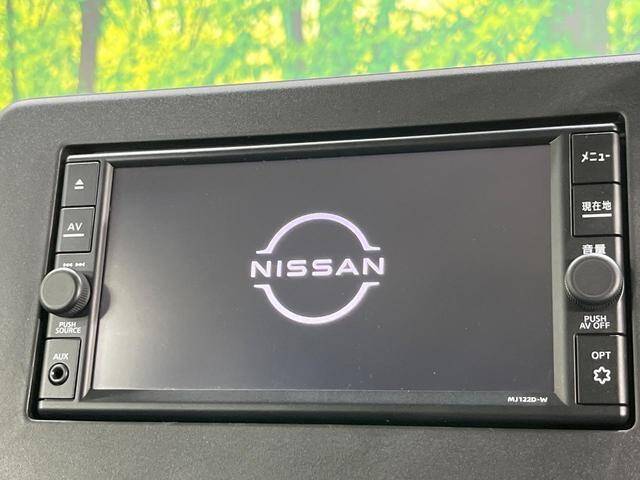 AV
PUSH
SOURCE
AUX
NISSAN
MJ122D-W
メニュー
現在地
音量
PUSH
AV OFF
OPT